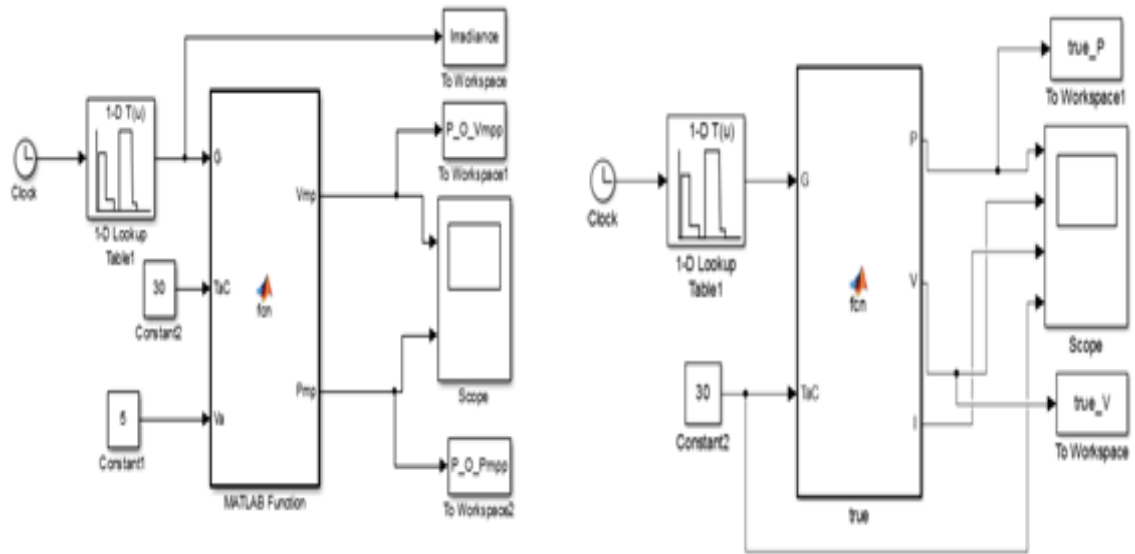 Irradiance
To Workspace
1-D T(u)
P_O_Vmpp
To Workspace1
G
Clock
Vmp
1-D Lookup
Table1
30
TaC
fcn
Constant2
Pmp
Scope
5
Va
Constant1
P_O_Pmpp
MATLAB Function
To Workspace2
true_P
To Workspace1
1-D T(u)
P
G
Clock
1-D Lookup
Table1
V
fcn
Scope
30
TaC
true_V
Constant2
I
To Workspace
true